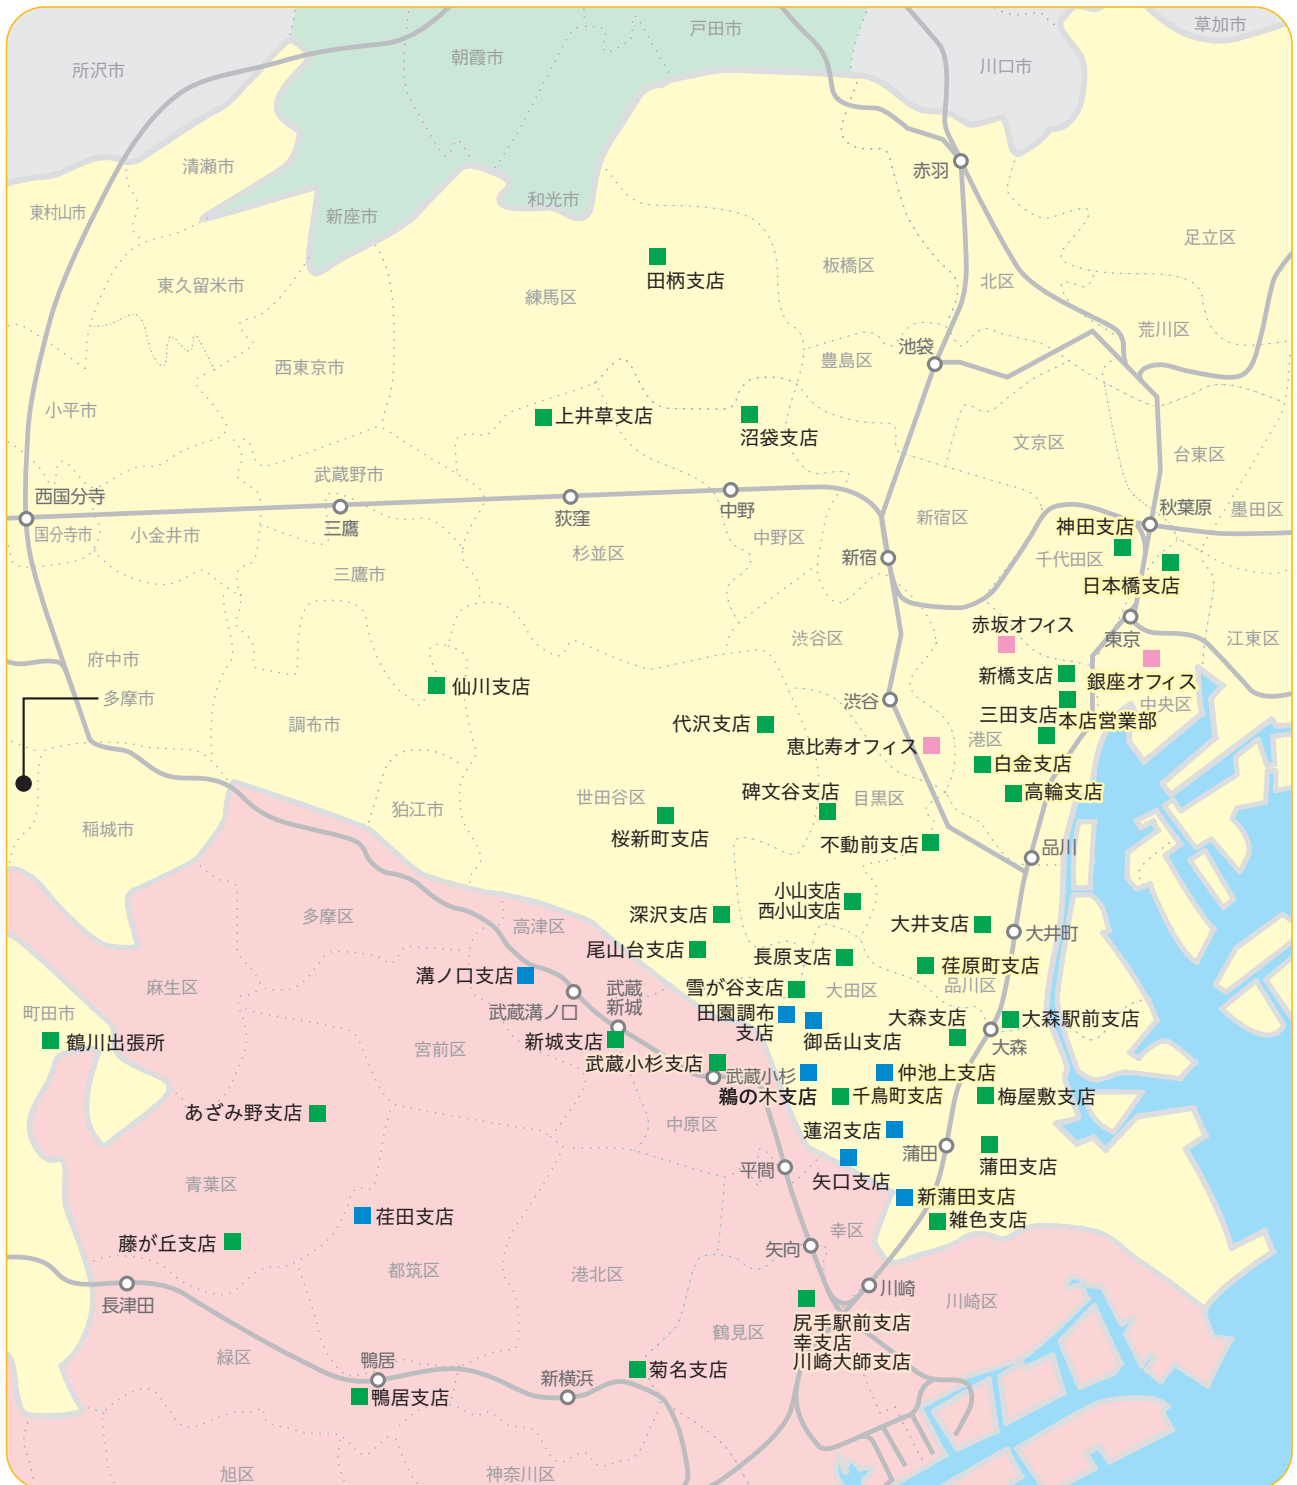 草加市
戸田市
朝霞市
川口市
所沢市
清瀬市
赤羽
和光市
東村山市
新座市
足立区
板橋区
田柄支店
北区
東久留米市
練馬区
荒川区
池袋
豊島区
西東京市
小平市
上井草支店
沼袋支店
文京区
台東区
武蔵野市
西国分寺
秋葉原
墨田区
荻窪
中野
新宿区
神田支店
三鷹
国分寺市
小金井市
中野区
杉並区
新宿
千代田区
三鷹市
日本橋支店
赤坂オフィス
渋谷区
東京
江東区
府中市
新橋支店
銀座オフィス
仙川支店
多摩市
渋谷
中央区
三田支店
本店営業部
調布市
代沢支店
港区
恵比寿オフィス
白金支店
碑文谷支店
高輪支店
世田谷区
目黒区
狛江市
稲城市
桜新町支店
不動前支店
品川
小山支店
西小山支店
多摩区
深沢支店
高津区
大井支店
大井町
尾山台支店
長原支店
荏原町支店
溝ノ口支店
麻生区
武蔵
新城
雪が谷支店
大田区
品川区
町田市
武蔵溝ノ口
田園調布
支店
大森支店
大森駅前支店
鶴川出張所
新城支店
御岳山支店
大森
宮前区
武蔵小杉支店
武蔵小杉
仲池上支店
鵜の木支店
千鳥町支店
梅屋敷支店
あざみ野支店
中原区
蓮沼支店
蒲田
平間
蒲田支店
青葉区
矢口支店
新蒲田支店
荏田支店
雑色支店
藤が丘支店
幸区
矢向
都筑区
港北区
川崎
長津田
川崎区
尻手駅前支店
幸支店
川崎大師支店
鶴見区
緑区
鴨居
菊名支店
新横浜
鴨居支店
旭区
神奈川区